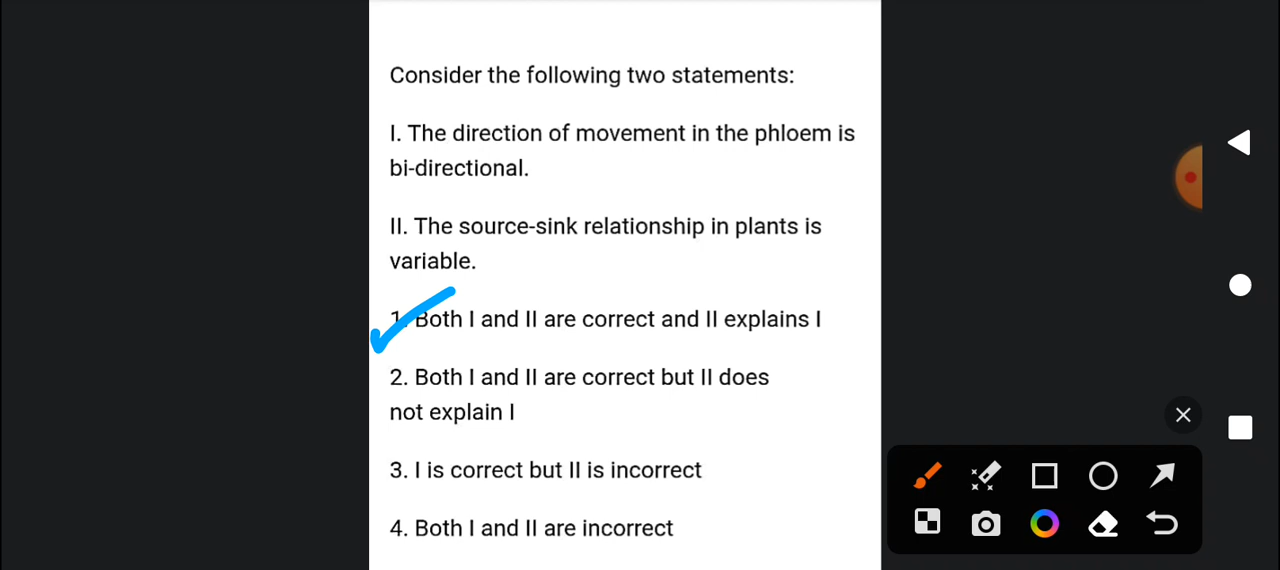 Consider the following two statements:
I. The direction of movement in the phloem is
bi-directional.
II. The source-sink relationship in plants is
variable.
1. Both I and II are correct and II explains I
2. Both I and II are correct but II does
not explain I
3. I is correct but II is incorrect
4. Both I and II are incorrect